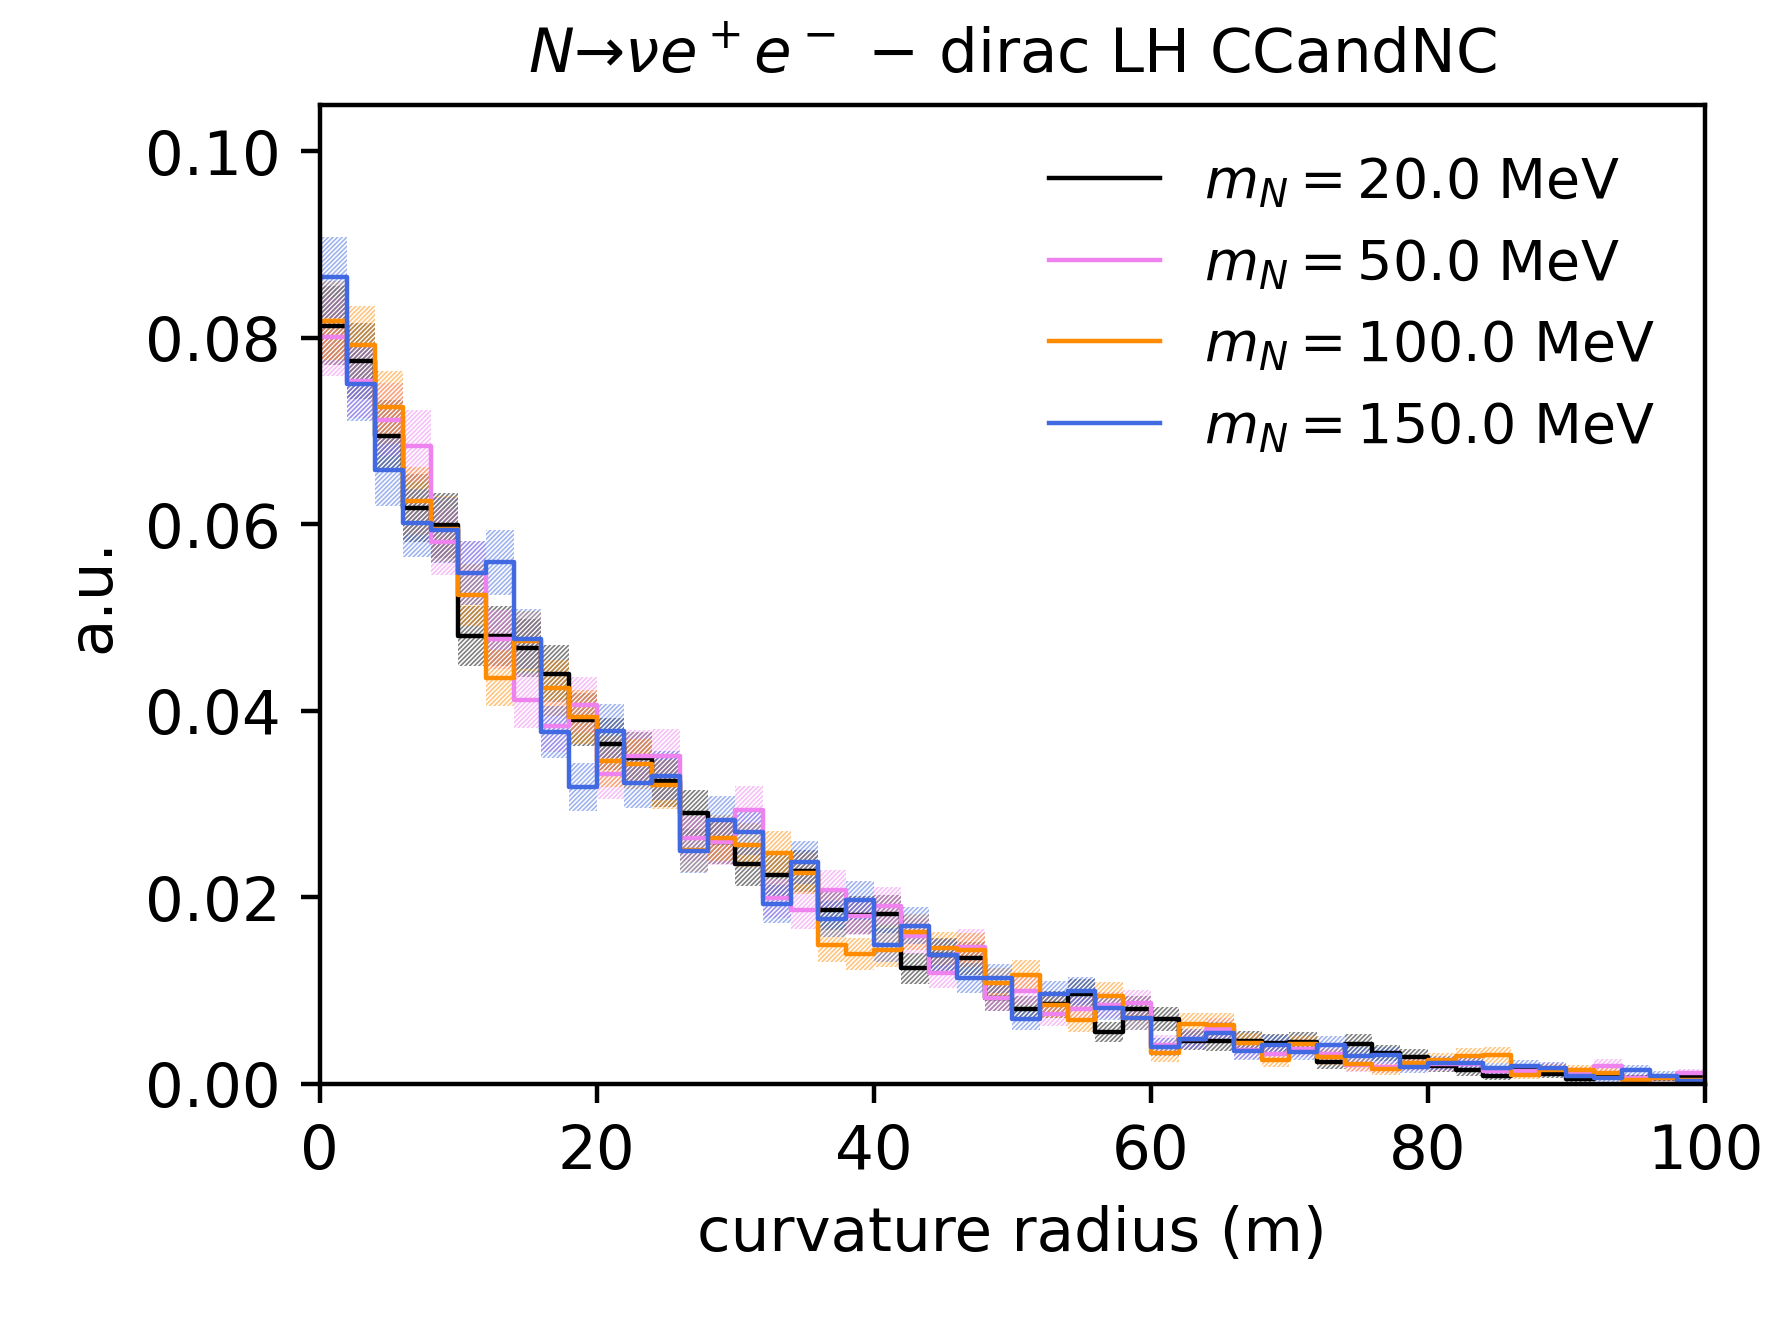 N→νe⁺e⁻ − dirac LH CCandNC
0.10
0.08
0.06
0.04
0.02
0.00
a.u.
m_N = 20.0 MeV
m_N = 50.0 MeV
m_N = 100.0 MeV
m_N = 150.0 MeV
0 20 40 60 80 100
curvature radius (m)